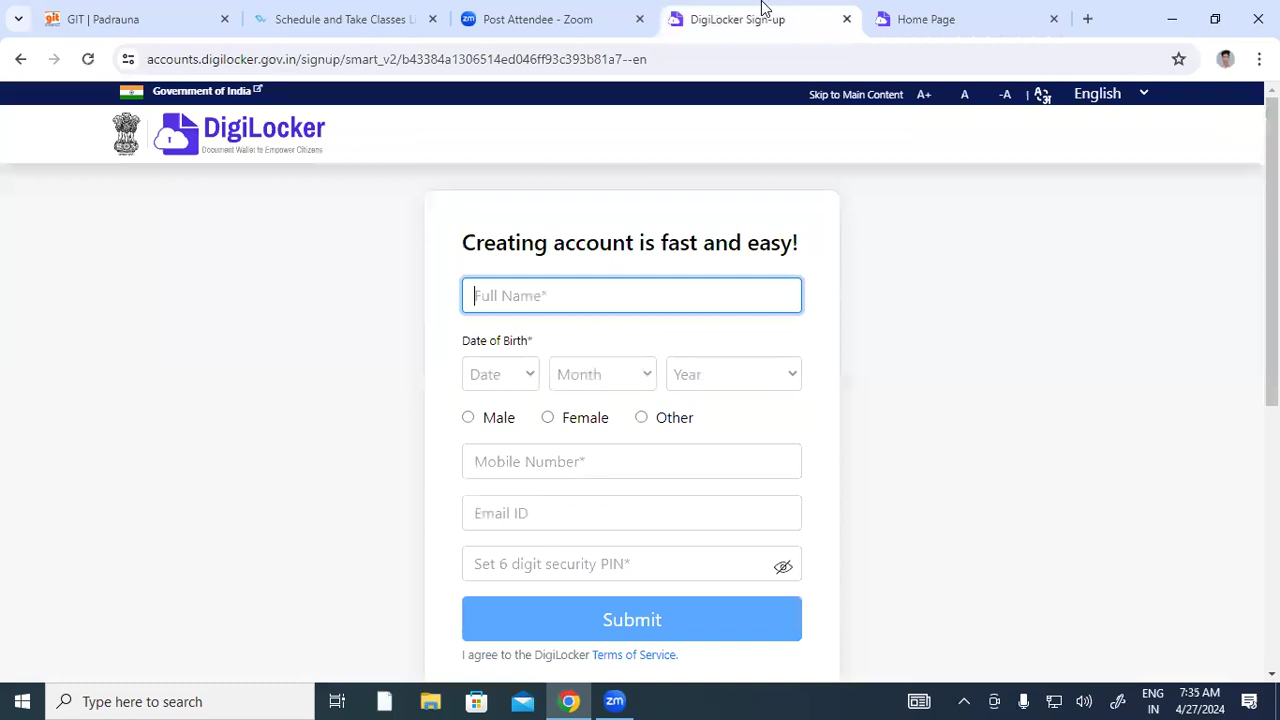 GIT | Padrauna
Schedule and Take Classes Li
zm Post Attendee - Zoom
DigiLocker Sign-up
Home Page
accounts.digilocker.gov.in/signup/smart_v2/b43384a1306514ed046ff93c393b81a7--en
Government of India
Skip to Main Content A+ A -A | English
DigiLocker
Document Wallet to Empower Citizens
Creating account is fast and easy!
Full Name*
Date of Birth*
Date Month Year
Male Female Other
Mobile Number*
Email ID
Set 6 digit security PIN*
Submit
I agree to the DigiLocker Terms of Service.
Type here to search
zm
ENG
IN
7:35 AM
4/27/2024